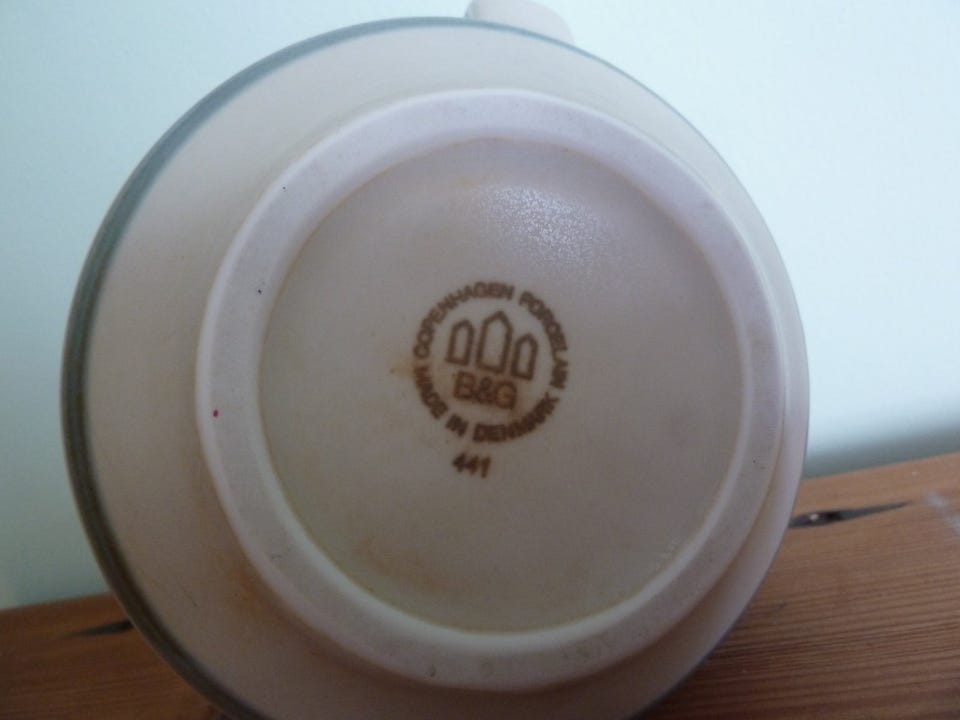 COPENHAGEN PORCELAIN
B&G
MADE IN DENMARK
441